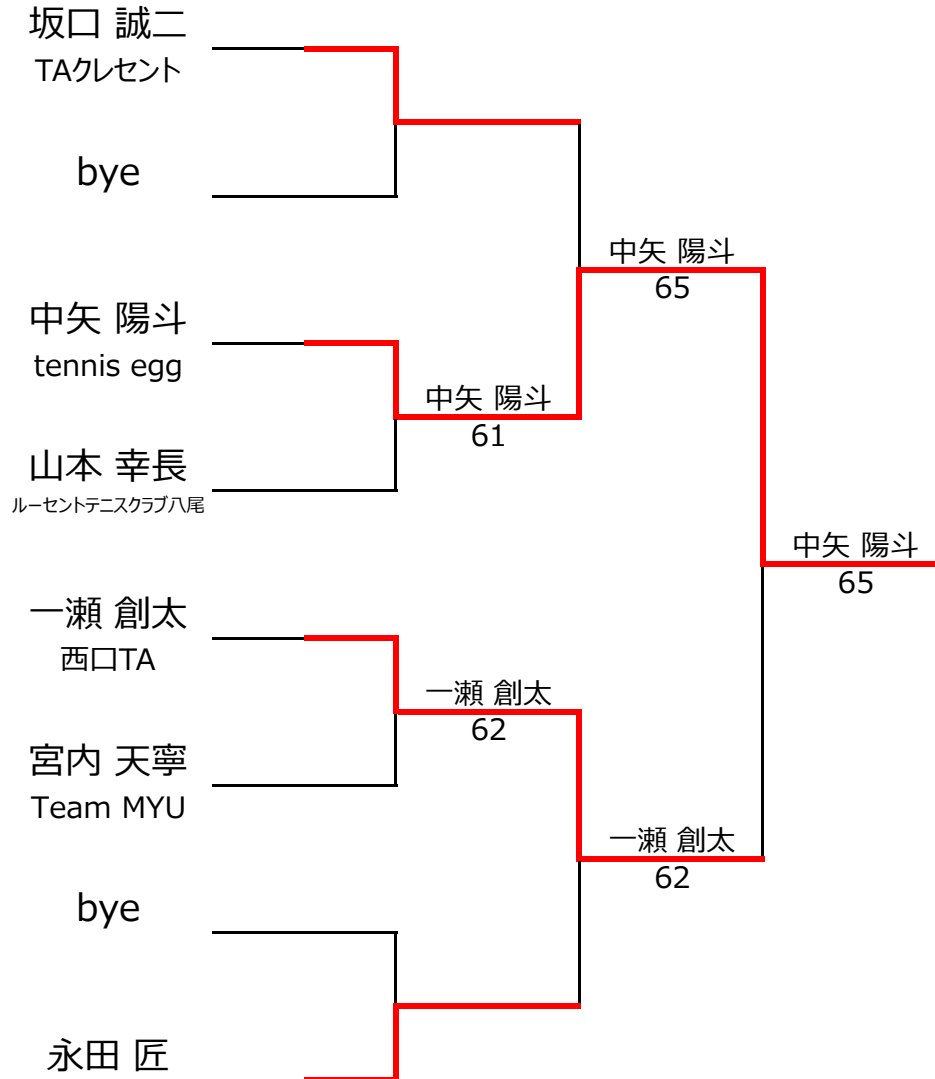 坂口 誠二
TAクレセント
bye
中矢 陽斗
65
中矢 陽斗
tennis egg
中矢 陽斗
61
山本 幸長
ルーセントテニスクラブ八尾
中矢 陽斗
65
一瀬 創太
西口TA
一瀬 創太
62
宮内 天寧
Team MYU
一瀬 創太
62
bye
永田 匠